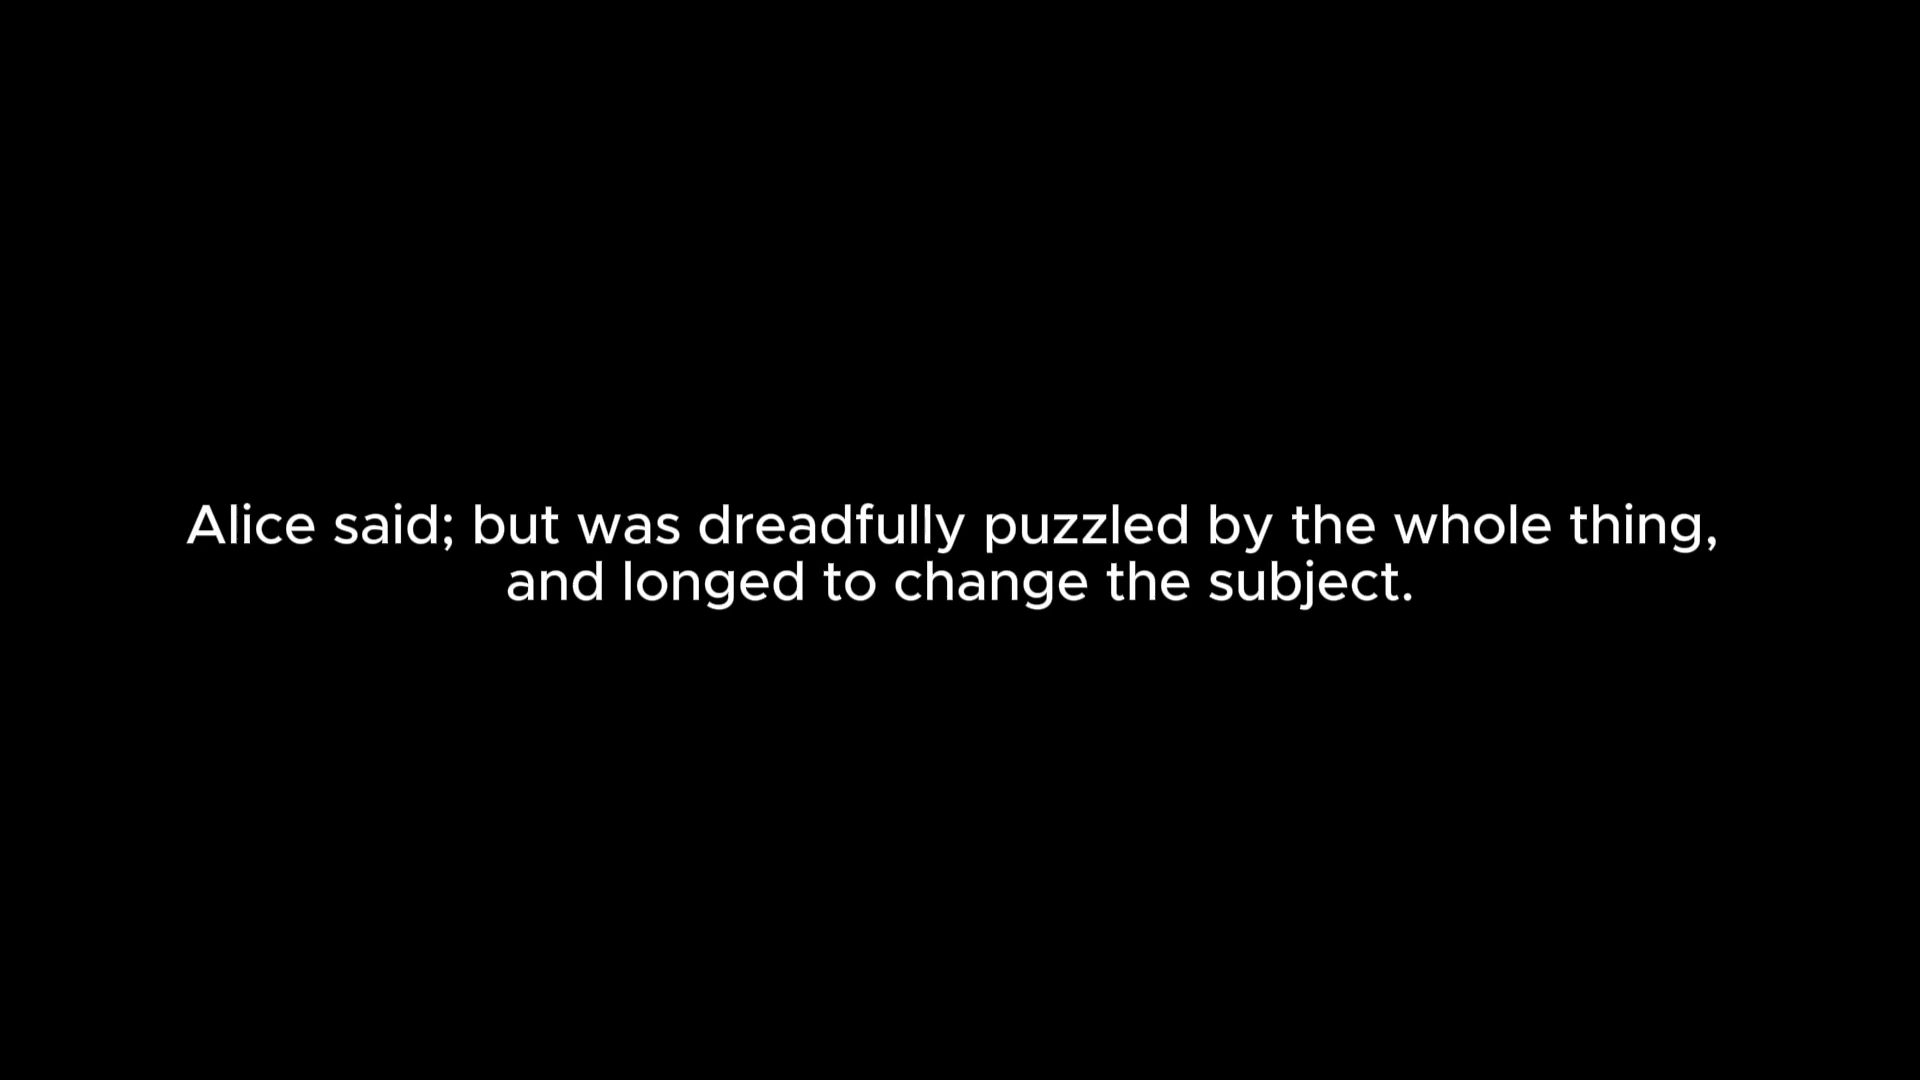 Alice said; but was dreadfully puzzled by the whole thing,
and longed to change the subject.